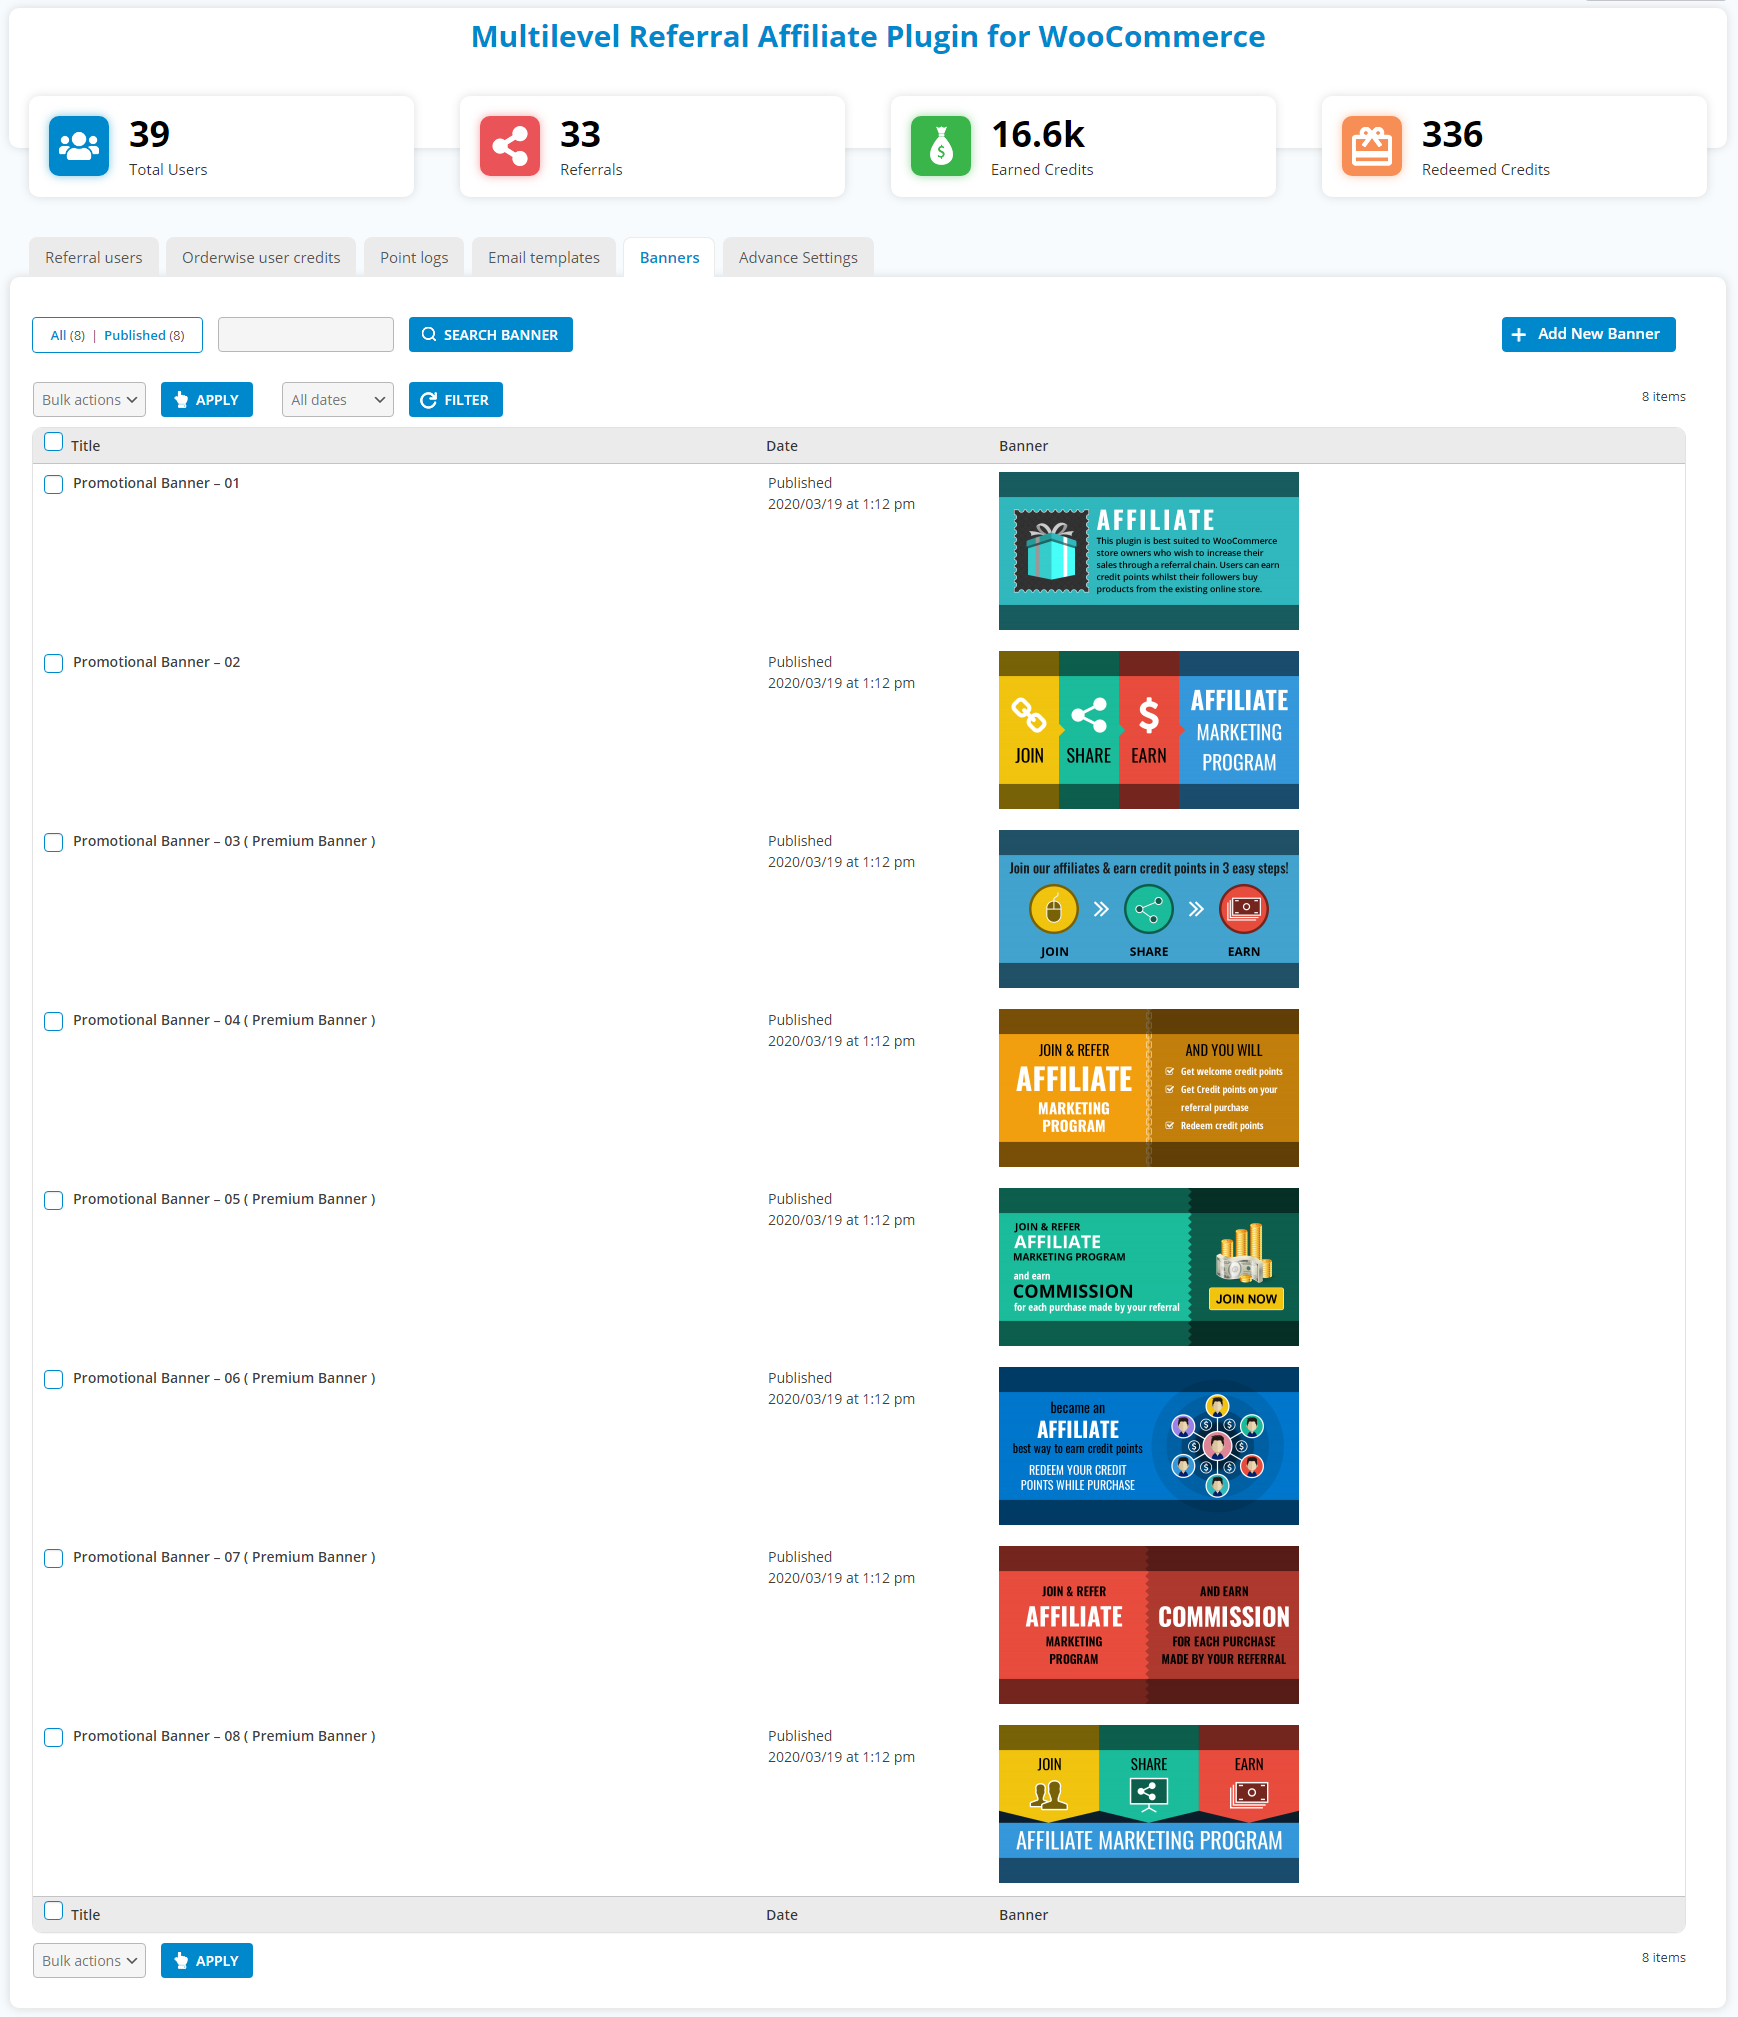 Multilevel Referral Affiliate Plugin for WooCommerce
39
Total Users
33
Referrals
16.6k
Earned Credits
336
Redeemed Credits
Referral users
Orderwise user credits
Point logs
Email templates
Banners
Advance Settings
All (8) | Published (8)
SEARCH BANNER
+ Add New Banner
Bulk actions
APPLY
All dates
FILTER
8 items
Title Date Banner
Promotional Banner – 01
Published
2020/03/19 at 1:12 pm
AFFILIATE
This plugin is best suited to WooCommerce
store owners who wish to increase their
sales through a referral chain. Users can earn
credit points whilst their followers buy
products from the existing online store.
Promotional Banner – 02
Published
2020/03/19 at 1:12 pm
JOIN
SHARE
$
EARN
AFFILIATE
MARKETING
PROGRAM
Promotional Banner – 03 ( Premium Banner )
Published
2020/03/19 at 1:12 pm
Join our affiliates & earn credit points in 3 easy steps!
JOIN
SHARE
EARN
Promotional Banner – 04 ( Premium Banner )
Published
2020/03/19 at 1:12 pm
JOIN & REFER
AFFILIATE
MARKETING
PROGRAM
AND YOU WILL
Get welcome credit points
Get Credit points on your
referral purchase
Redeem credit points
Promotional Banner – 05 ( Premium Banner )
Published
2020/03/19 at 1:12 pm
JOIN & REFER
AFFILIATE
MARKETING PROGRAM
and earn
COMMISSION
for each purchase made by your referral
JOIN NOW
Promotional Banner – 06 ( Premium Banner )
Published
2020/03/19 at 1:12 pm
became an
AFFILIATE
best way to earn credit points
REDEEM YOUR CREDIT
POINTS WHILE PURCHASE
Promotional Banner – 07 ( Premium Banner )
Published
2020/03/19 at 1:12 pm
JOIN & REFER
AFFILIATE
MARKETING
PROGRAM
AND EARN
COMMISSION
FOR EACH PURCHASE
MADE BY YOUR REFERRAL
Promotional Banner – 08 ( Premium Banner )
Published
2020/03/19 at 1:12 pm
JOIN
SHARE
EARN
AFFILIATE MARKETING PROGRAM
Title Date Banner
Bulk actions
APPLY
8 items